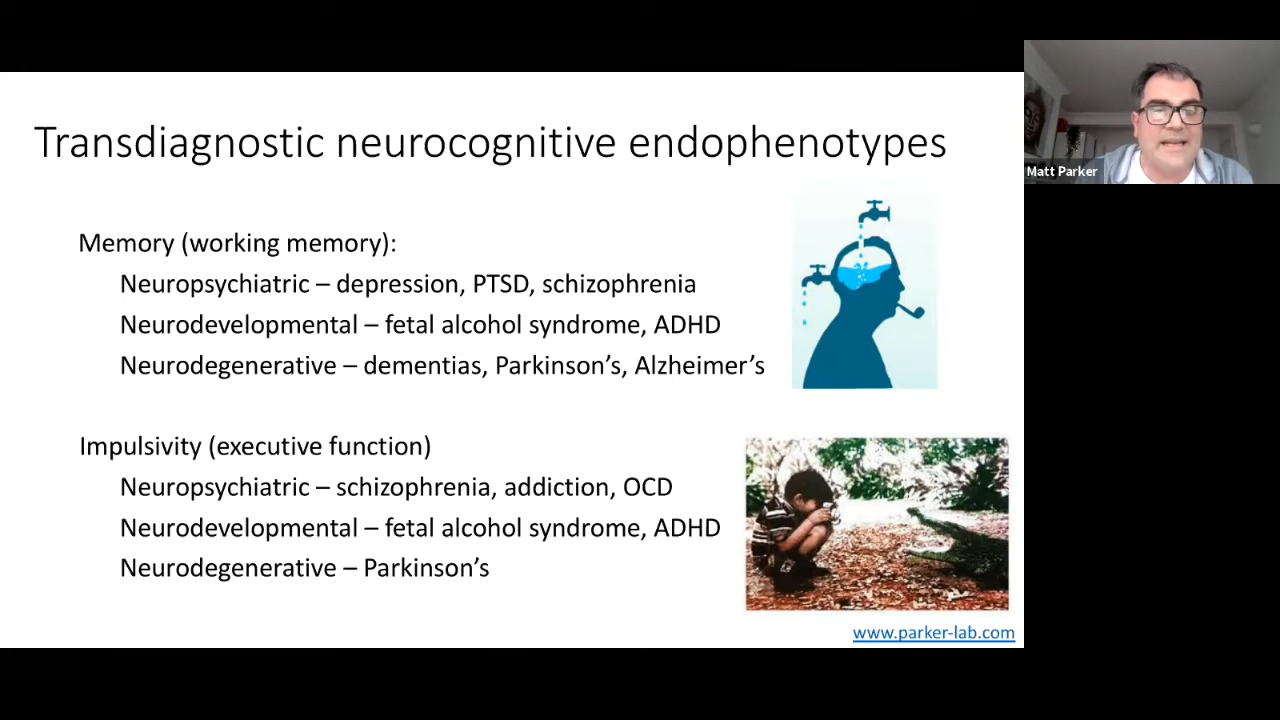 Transdiagnostic neurocognitive endophenotypes
Matt Parker
Memory (working memory):
Neuropsychiatric – depression, PTSD, schizophrenia
Neurodevelopmental – fetal alcohol syndrome, ADHD
Neurodegenerative – dementias, Parkinson’s, Alzheimer’s
Impulsivity (executive function)
Neuropsychiatric – schizophrenia, addiction, OCD
Neurodevelopmental – fetal alcohol syndrome, ADHD
Neurodegenerative – Parkinson’s
www.parker-lab.com